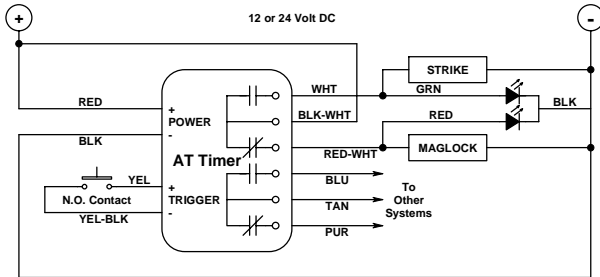 12 or 24 Volt DC
+
-
STRIKE
WHT
GRN
RED
+
POWER
BLK-WHT
RED
BLK
BLK
-
AT Timer
RED-WHT
MAGLOCK
YEL
+
BLU
To
Other
Systems
N.O. Contact
TRIGGER
TAN
YEL-BLK
-
PUR